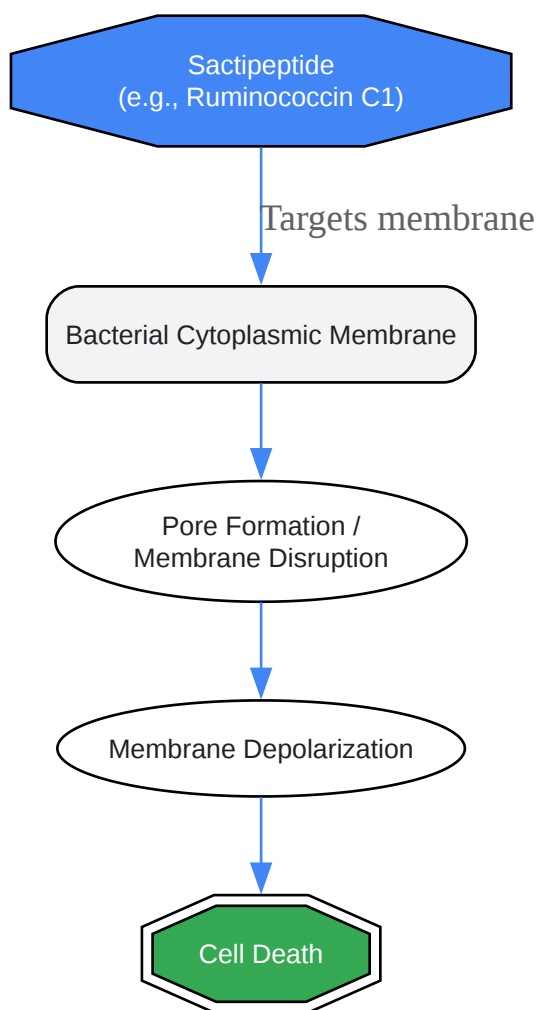 Sactipeptide
(e.g., Ruminococcin C1)
Targets membrane
Bacterial Cytoplasmic Membrane
Pore Formation /
Membrane Disruption
Membrane Depolarization
Cell Death